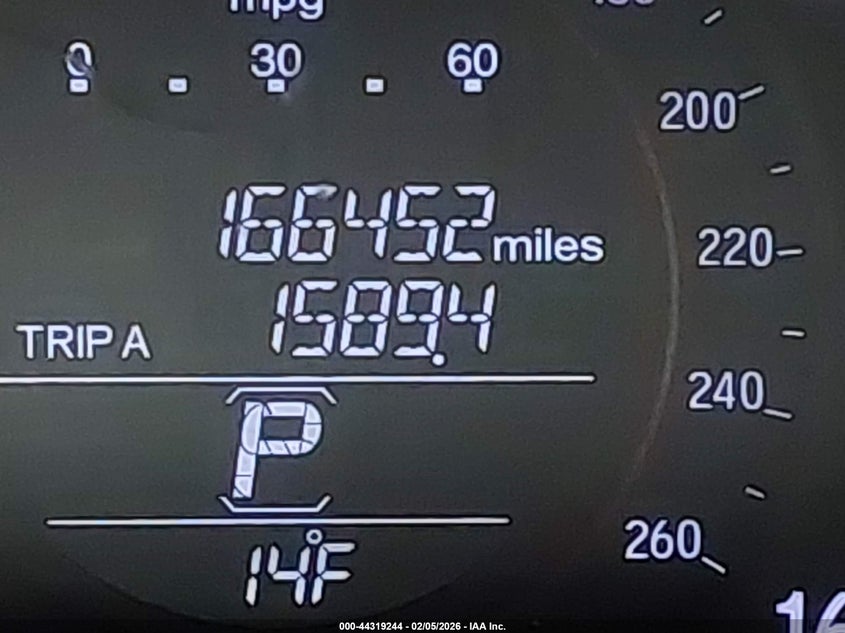 mpg
0 30 60
200
166452 miles
220
TRIP A 1589.4
240
P
260
14°F
000-44319244 - 02/05/2026 - IAA Inc.